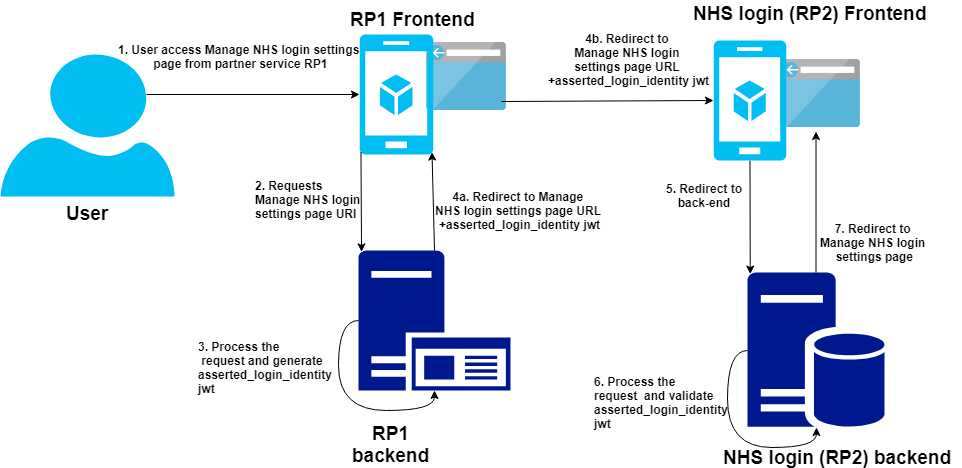 RP1 Frontend
NHS login (RP2) Frontend
1. User access Manage NHS login settings
page from partner service RP1
4b. Redirect to
Manage NHS login
settings page URL
+asserted_login_identity jwt
User
2. Requests
Manage NHS login
settings page URI
4a. Redirect to Manage
NHS login settings page URL
+asserted_login_identity jwt
5. Redirect to
back-end
7. Redirect to
Manage NHS login
settings page
3. Process the
request and generate
asserted_login_identity
jwt
6. Process the
request and validate
asserted_login_identity
jwt
RP1
backend
NHS login (RP2) backend